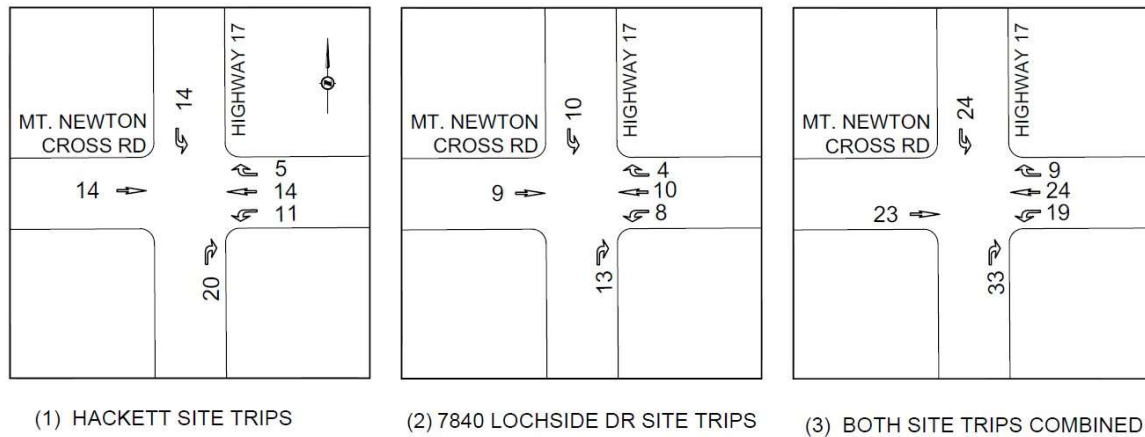 HIGHWAY 17
14
MT. NEWTON
CROSS RD
5
14
14
11
20
(1) HACKETT SITE TRIPS
HIGHWAY 17
10
MT. NEWTON
CROSS RD
4
9
10
8
13
(2) 7840 LOCHSIDE DR SITE TRIPS
HIGHWAY 17
24
MT. NEWTON
CROSS RD
9
24
23
19
33
(3) BOTH SITE TRIPS COMBINED